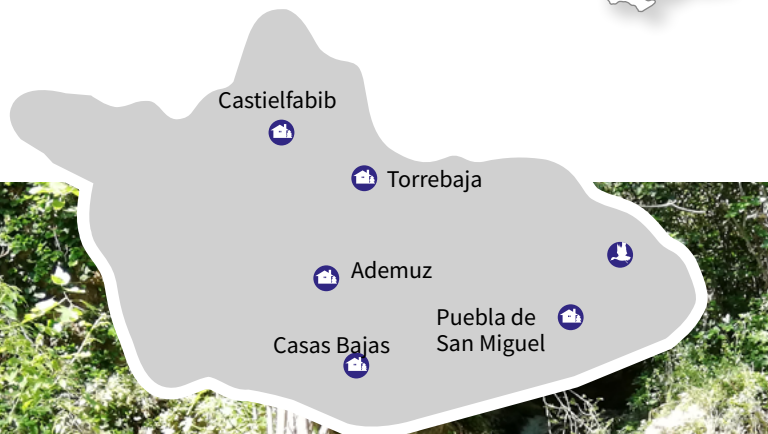 Castielfabib
Torrebaja
Ademuz
Puebla de
San Miguel
Casas Bajas